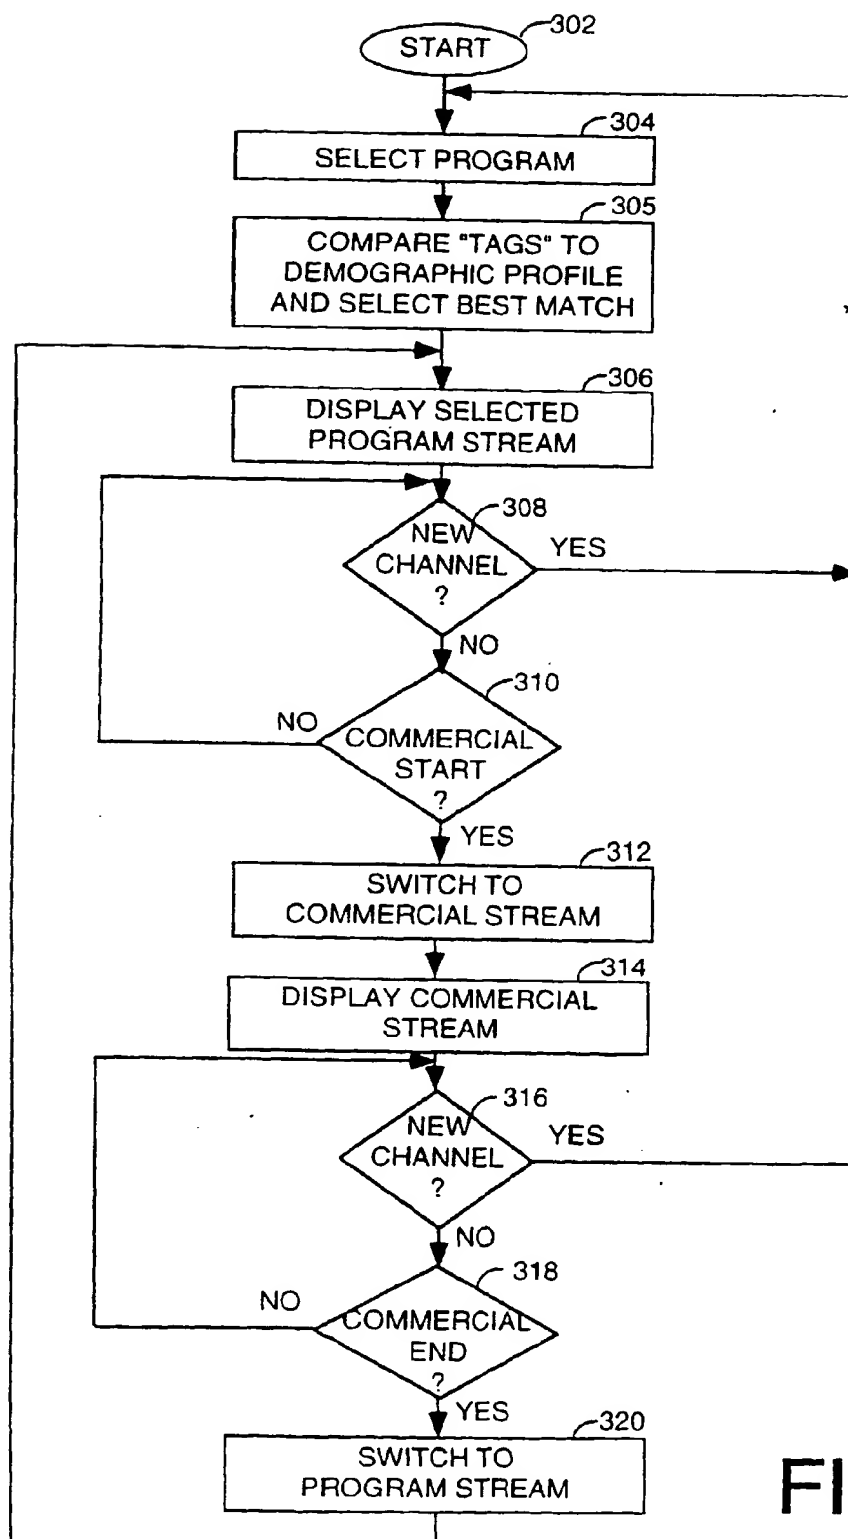 START
302
304
SELECT PROGRAM
305
COMPARE "TAGS" TO
DEMOGRAPHIC PROFILE
AND SELECT BEST MATCH
306
DISPLAY SELECTED
PROGRAM STREAM
308
NEW
CHANNEL
?
YES
NO
310
NO
COMMERCIAL
START
?
YES
312
SWITCH TO
COMMERCIAL STREAM
314
DISPLAY COMMERCIAL
STREAM
316
NEW
CHANNEL
?
YES
NO
318
NO
COMMERCIAL
END
?
YES
320
SWITCH TO
PROGRAM STREAM
FI